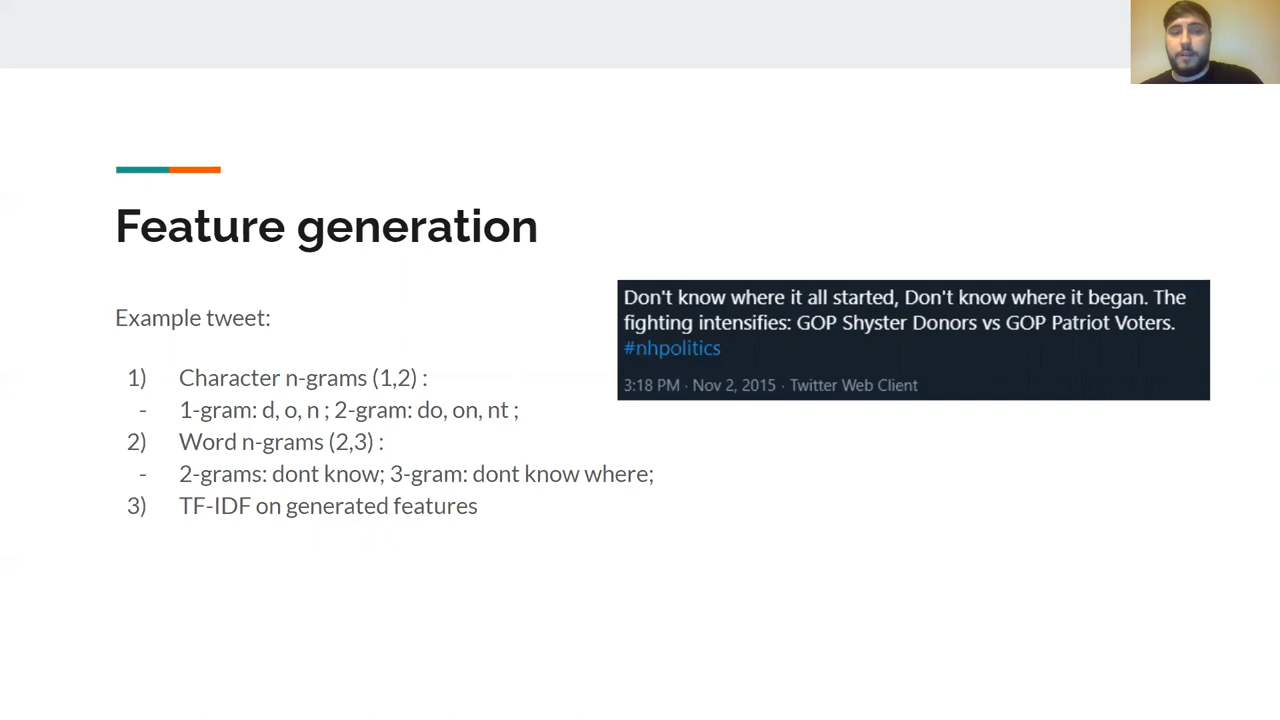 Feature generation
Example tweet:
1) Character n-grams (1,2) :
- 1-gram: d, o, n ; 2-gram: do, on, nt ;
2) Word n-grams (2,3) :
- 2-grams: dont know; 3-gram: dont know where;
3) TF-IDF on generated features
Don't know where it all started, Don't know where it began. The
fighting intensifies: GOP Shyster Donors vs GOP Patriot Voters.
#nhpolitics
3:18 PM · Nov 2, 2015 · Twitter Web Client